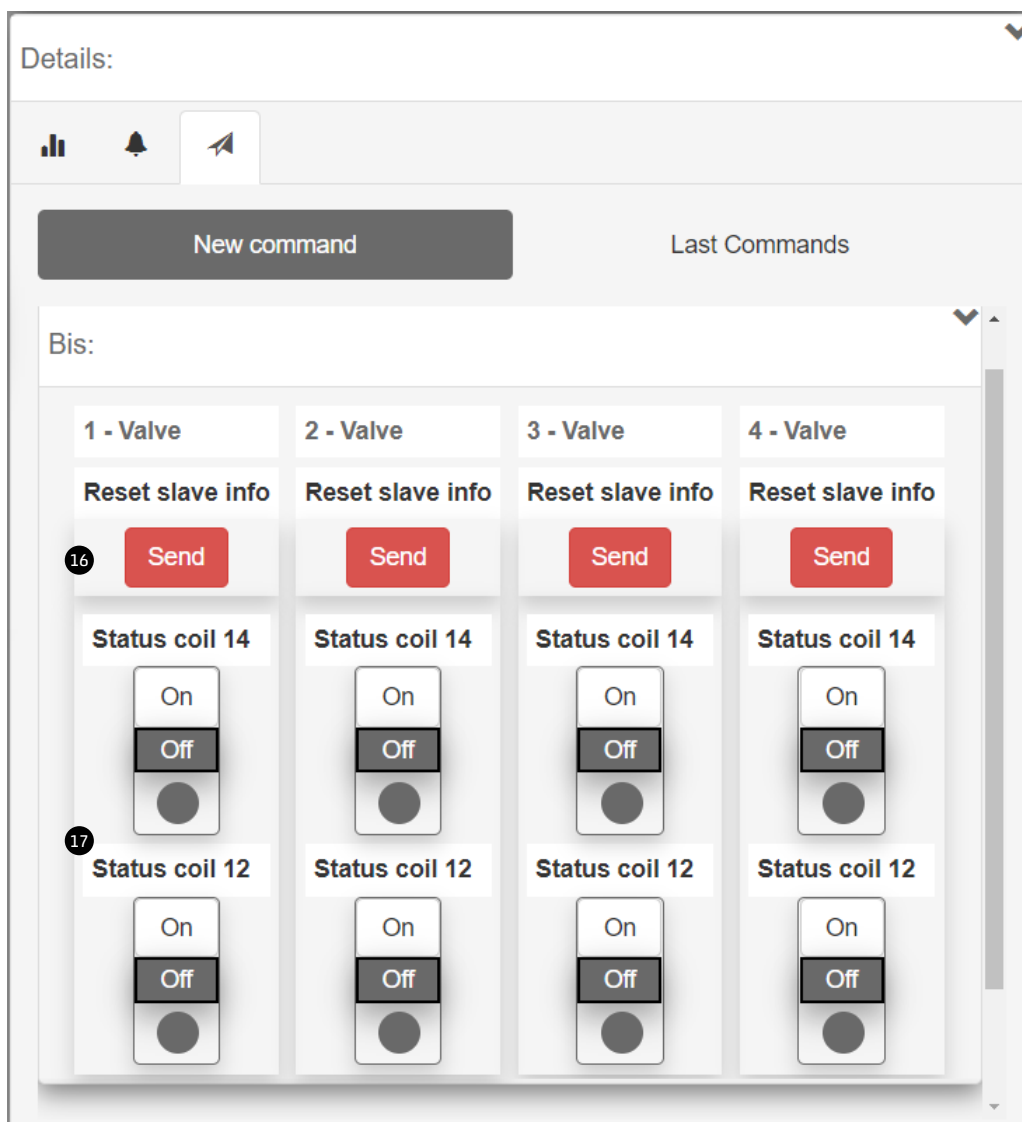 Details:
New command Last Commands
Bis:
1 - Valve 2 - Valve 3 - Valve 4 - Valve
Reset slave info Reset slave info Reset slave info Reset slave info
16 Send Send Send Send
Status coil 14 Status coil 14 Status coil 14 Status coil 14
On On On On
Off Off Off Off
17
Status coil 12 Status coil 12 Status coil 12 Status coil 12
On On On On
Off Off Off Off